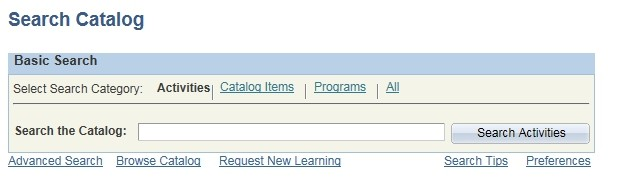 Search Catalog
Basic Search
Select Search Category: Activities | Catalog Items | Programs | All
Search the Catalog: Search Activities
Advanced Search Browse Catalog Request New Learning Search Tips Preferences